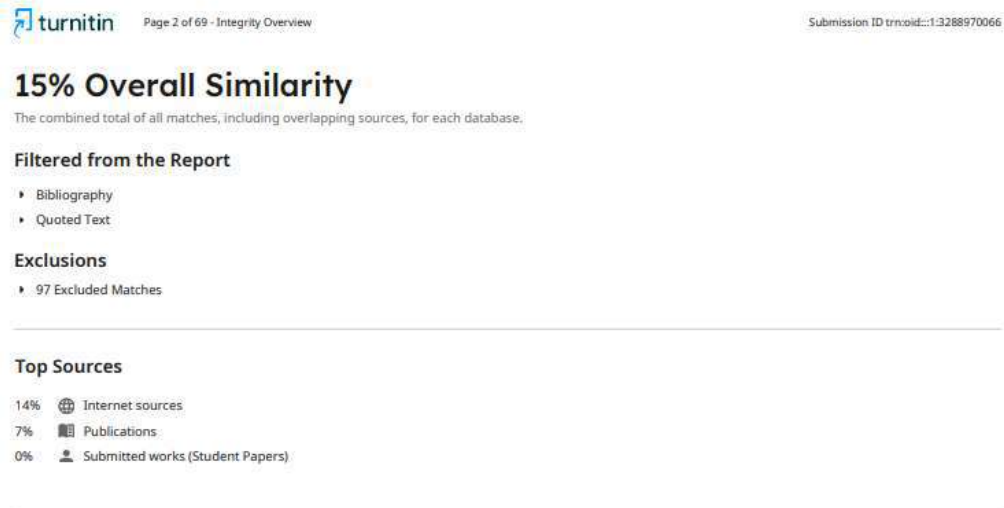 turnitin Page 2 of 69 - Integrity Overview Submission ID trn:oid:::1:3288970066
15% Overall Similarity
The combined total of all matches, including overlapping sources, for each database.
Filtered from the Report
Bibliography
Quoted Text
Exclusions
97 Excluded Matches
Top Sources
14% Internet sources
7% Publications
0% Submitted works (Student Papers)